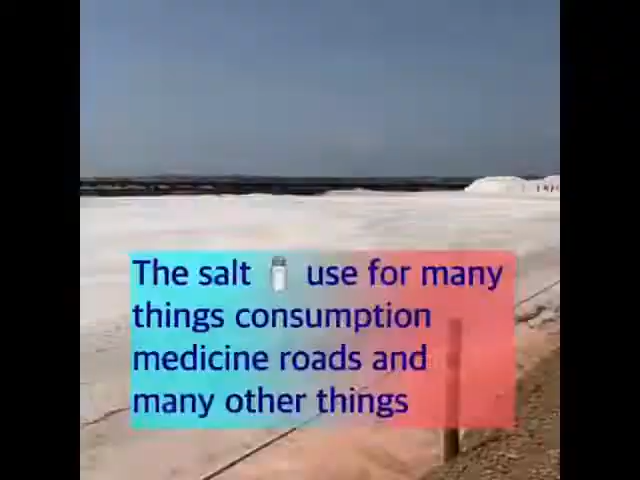 The salt 🧂 use for many
things consumption
medicine roads and
many other things